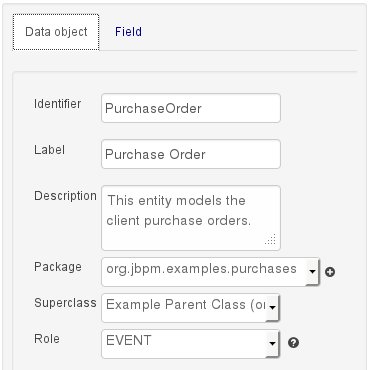 Data object Field
Identifier PurchaseOrder
Label Purchase Order
Description This entity models the
client purchase orders.
Package org.jbpm.examples.purchases
Superclass Example Parent Class (or
Role EVENT